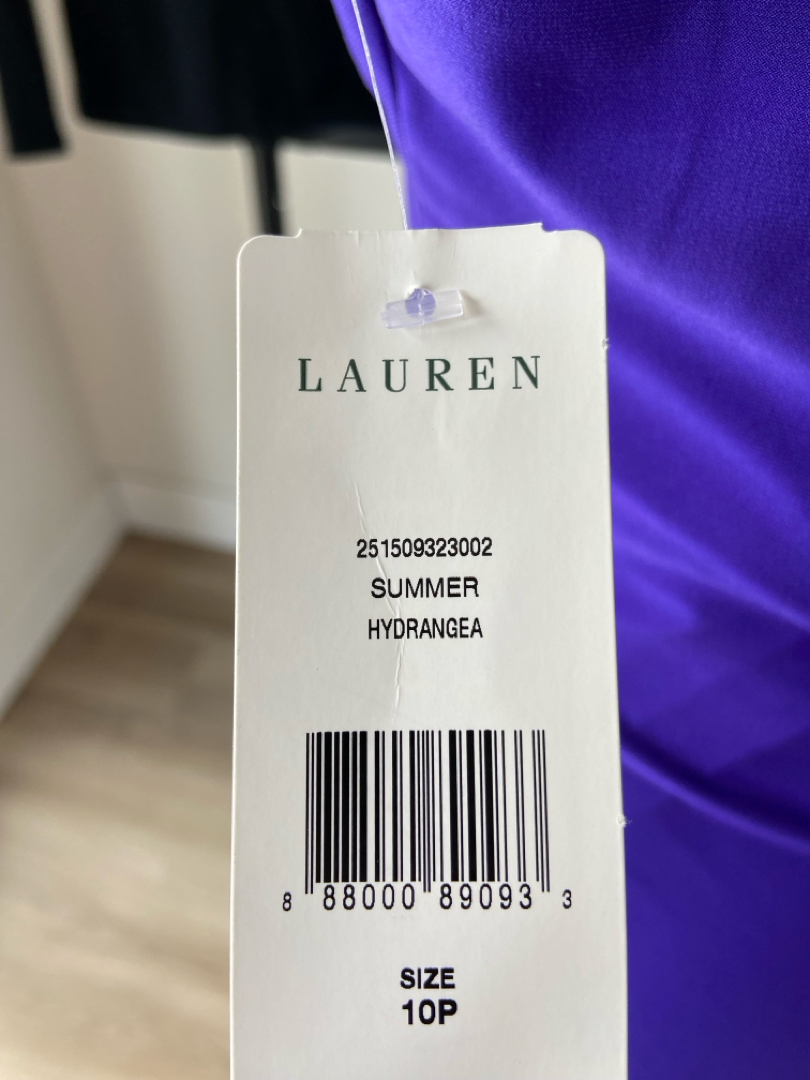 LAUREN
251509323002
SUMMER
HYDRANGEA
8 88000 89093 3
SIZE
10P